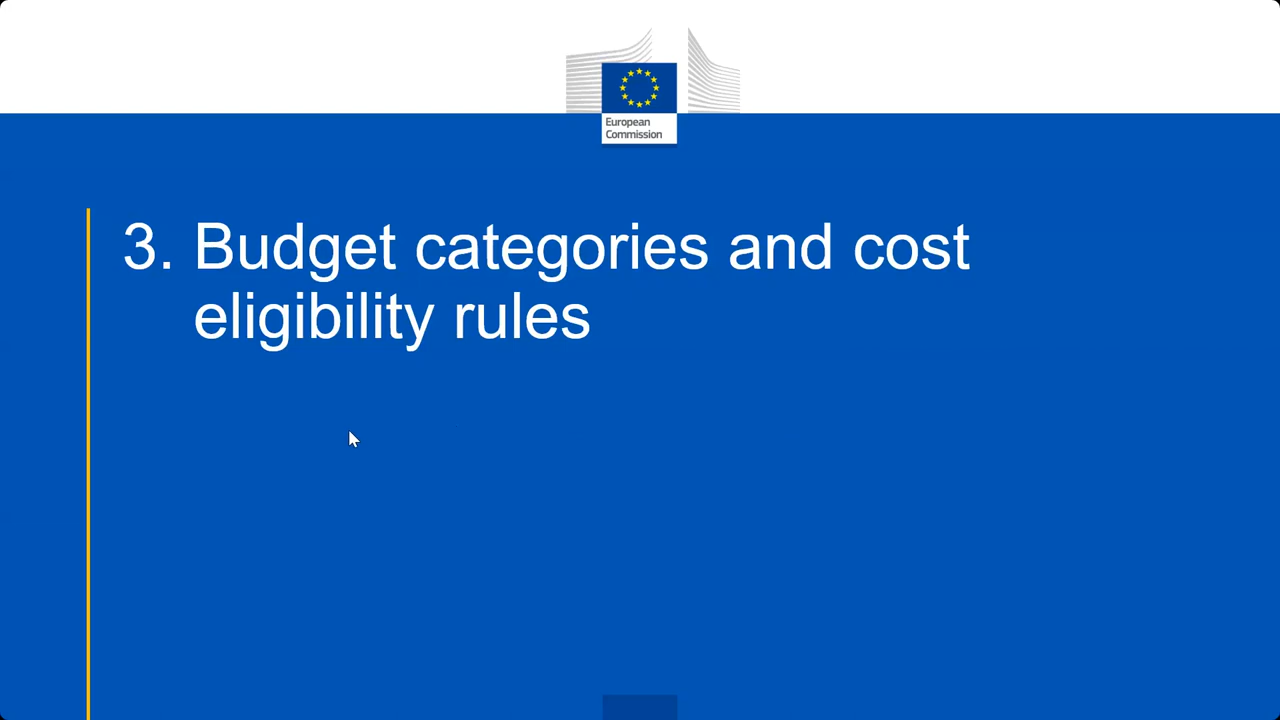 European
Commission
3. Budget categories and cost
eligibility rules